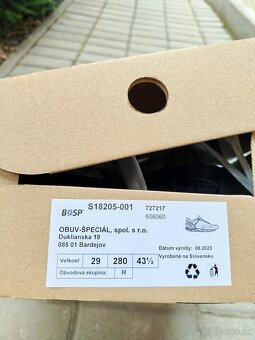 BOSP
S18205-001
727217
606060
OBUV-ŠPECIÁL, spol. s r.o.
Duklianska 19
085 01 Bardejov
Dátum výroby: 08.2023
Vyrobené na Slovensku
Veľkosť 29 280 43½
Obvodová skupina: H